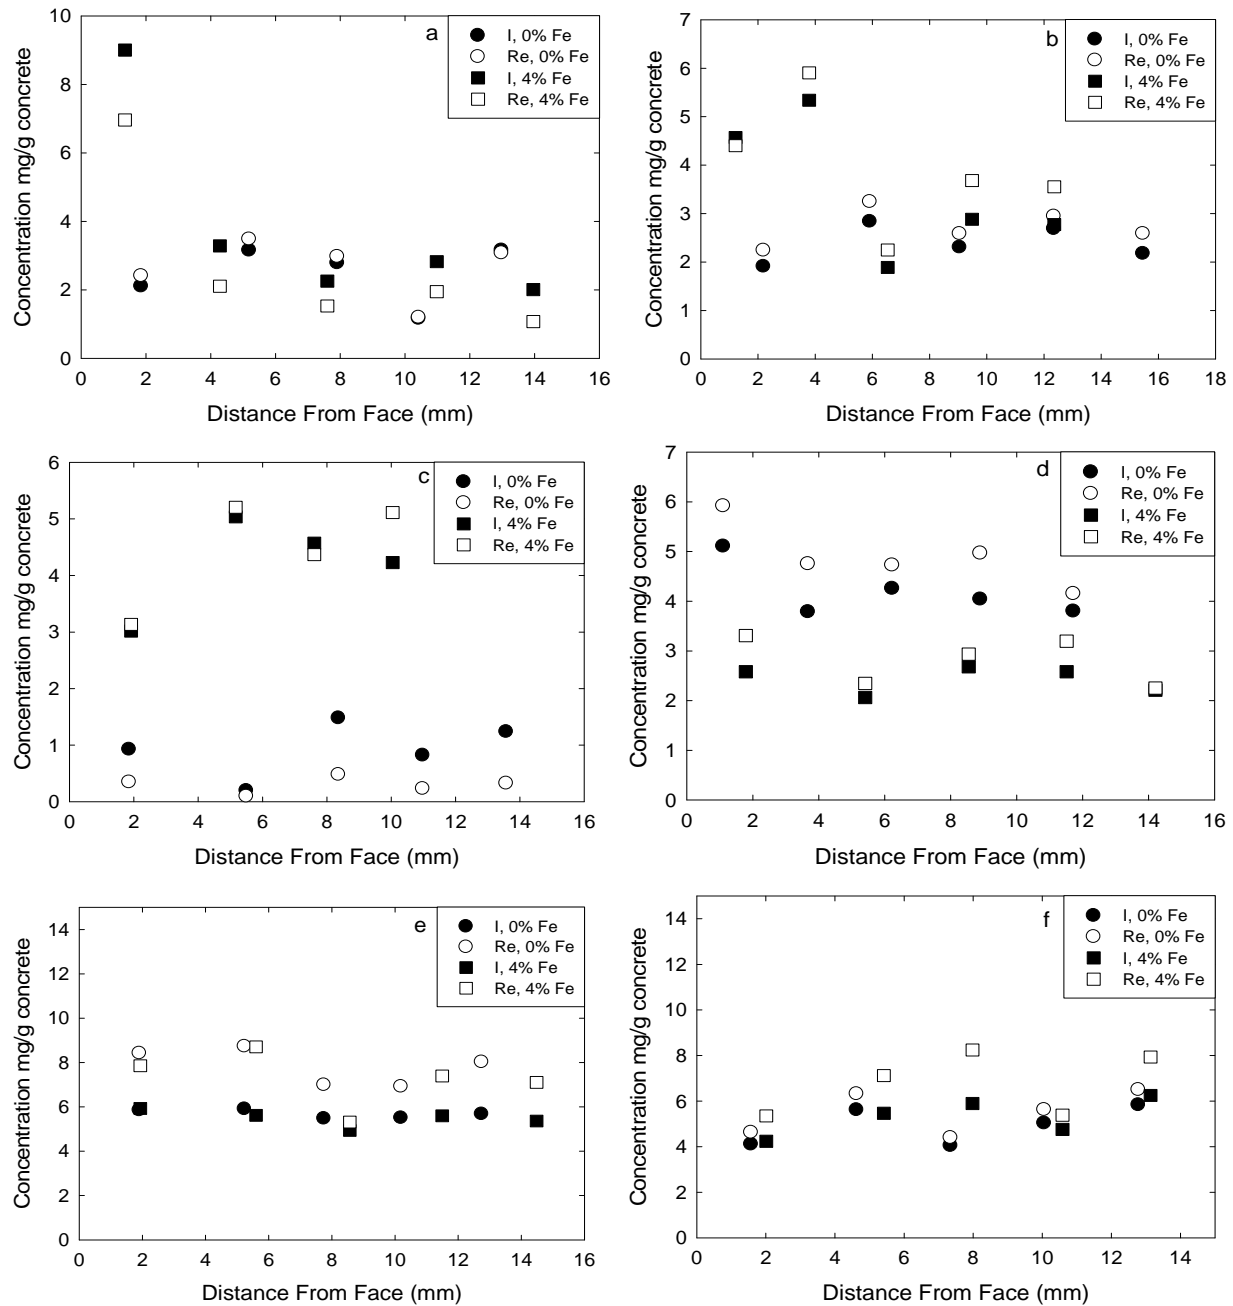 a
I, 0% Fe
Re, 0% Fe
I, 4% Fe
Re, 4% Fe
Concentration mg/g concrete
10
8
6
4
2
0
0 2 4 6 8 10 12 14 16
Distance From Face (mm)
b
I, 0% Fe
Re, 0% Fe
I, 4% Fe
Re, 4% Fe
Concentration mg/g concrete
7
6
5
4
3
2
1
0
0 2 4 6 8 10 12 14 16 18
Distance From Face (mm)
c
I, 0% Fe
Re, 0% Fe
I, 4% Fe
Re, 4% Fe
Concentration mg/g concrete
6
5
4
3
2
1
0
0 2 4 6 8 10 12 14 16
Distance From Face (mm)
d
I, 0% Fe
Re, 0% Fe
I, 4% Fe
Re, 4% Fe
Concentration mg/g concrete
7
6
5
4
3
2
1
0
0 2 4 6 8 10 12 14 16
Distance From Face (mm)
e
I, 0% Fe
Re, 0% Fe
I, 4% Fe
Re, 4% Fe
Concentration mg/g concrete
14
12
10
8
6
4
2
0
0 2 4 6 8 10 12 14 16
Distance From Face (mm)
f
I, 0% Fe
Re, 0% Fe
I, 4% Fe
Re, 4% Fe
Concentration mg/g concrete
14
12
10
8
6
4
2
0
0 2 4 6 8 10 12 14
Distance From Face (mm)